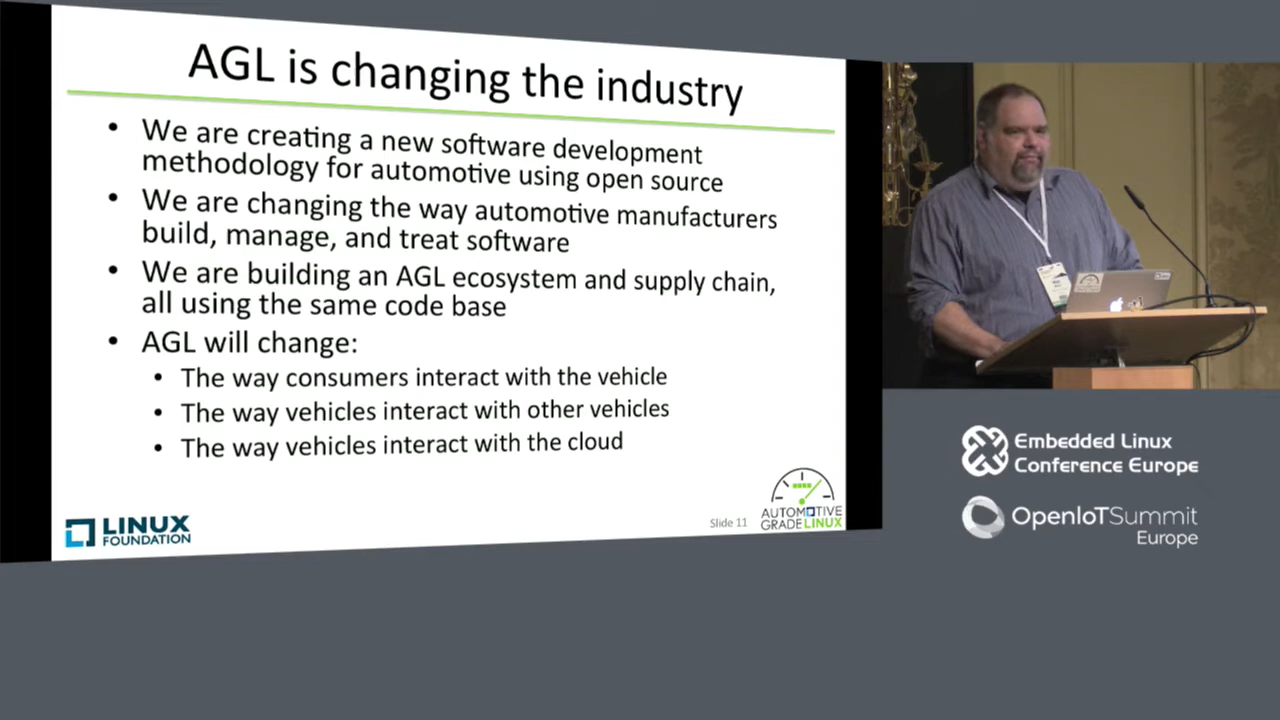 AGL is changing the industry
• We are creating a new software development
methodology for automotive using open source
• We are changing the way automotive manufacturers
build, manage, and treat software
• We are building an AGL ecosystem and supply chain,
all using the same code base
• AGL will change:
• The way consumers interact with the vehicle
• The way vehicles interact with other vehicles
• The way vehicles interact with the cloud
LINUX
FOUNDATION
Slide 11
AUTOMOTIVE
GRADELINUX
Embedded Linux
Conference Europe
OpenIoTSummit
Europe